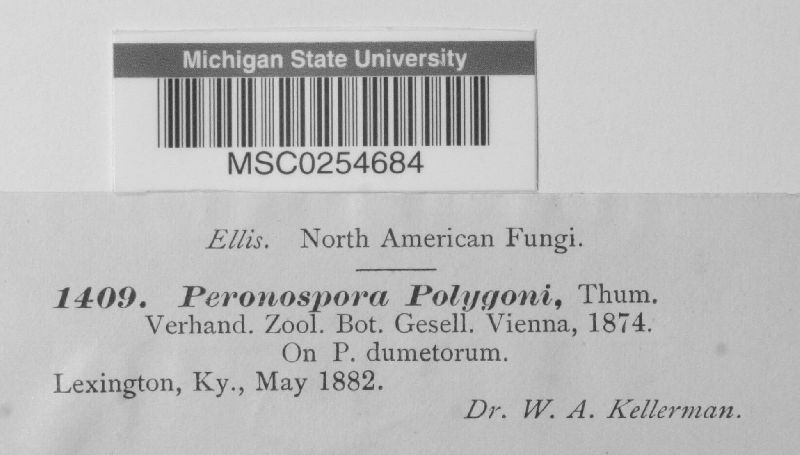 Michigan State University
MSC0254684
Ellis. North American Fungi.
1409. Peronospora Polygoni, Thum.
Verhand. Zool. Bot. Gesell. Vienna, 1874.
On P. dumetorum.
Lexington, Ky., May 1882.
Dr. W. A. Kellerman.